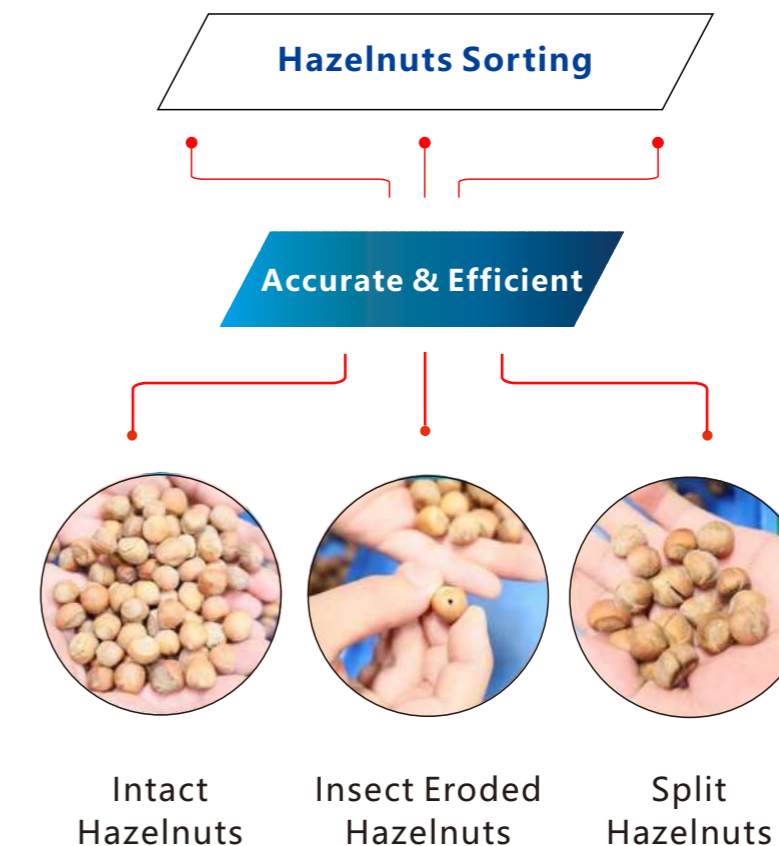 Hazelnuts Sorting
Accurate & Efficient
Intact
Hazelnuts
Insect Eroded
Hazelnuts
Split
Hazelnuts